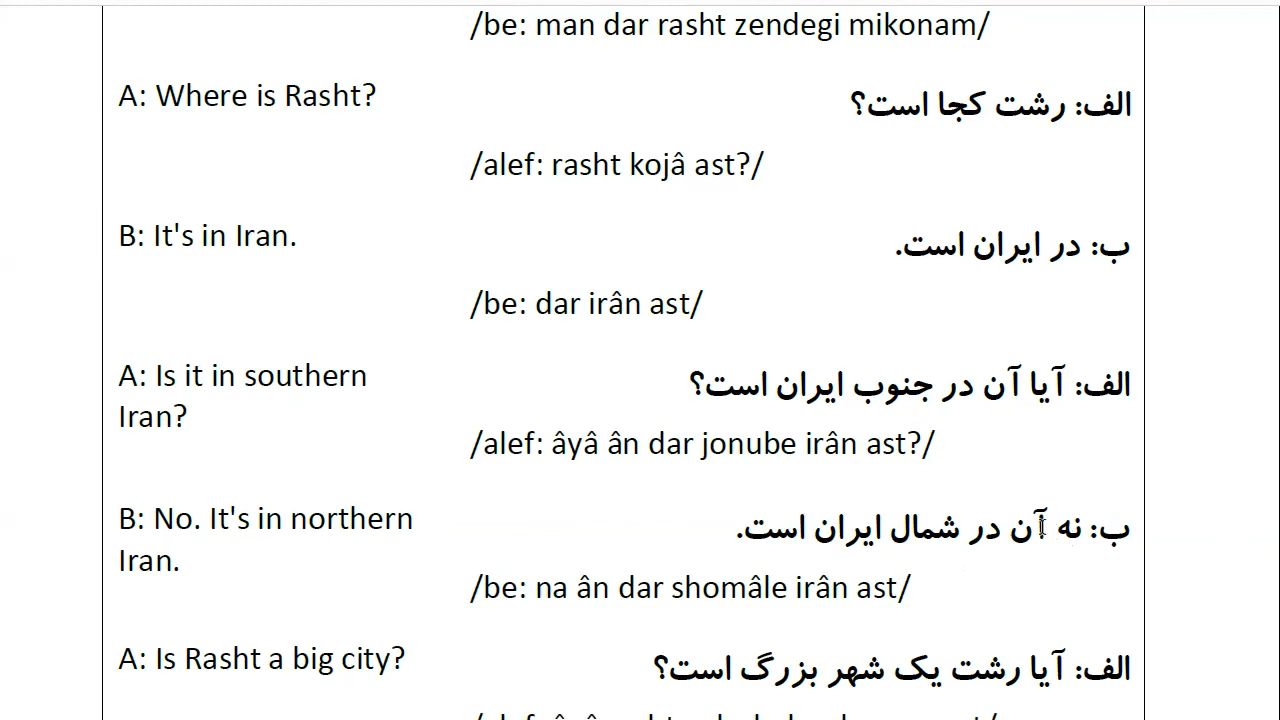 /be: man dar rasht zendegi mikonam/
A: Where is Rasht?
الف: رشت کجا است؟
/alef: rasht kojâ ast?/
B: It's in Iran.
ب: در ایران است.
/be: dar irân ast/
A: Is it in southern
Iran?
الف: آیا آن در جنوب ایران است؟
/alef: âyâ ân dar jonube irân ast?/
B: No. It's in northern
Iran.
ب: نه آن در شمال ایران است.
/be: na ân dar shomâle irân ast/
A: Is Rasht a big city?
الف: آیا رشت یک شهر بزرگ است؟